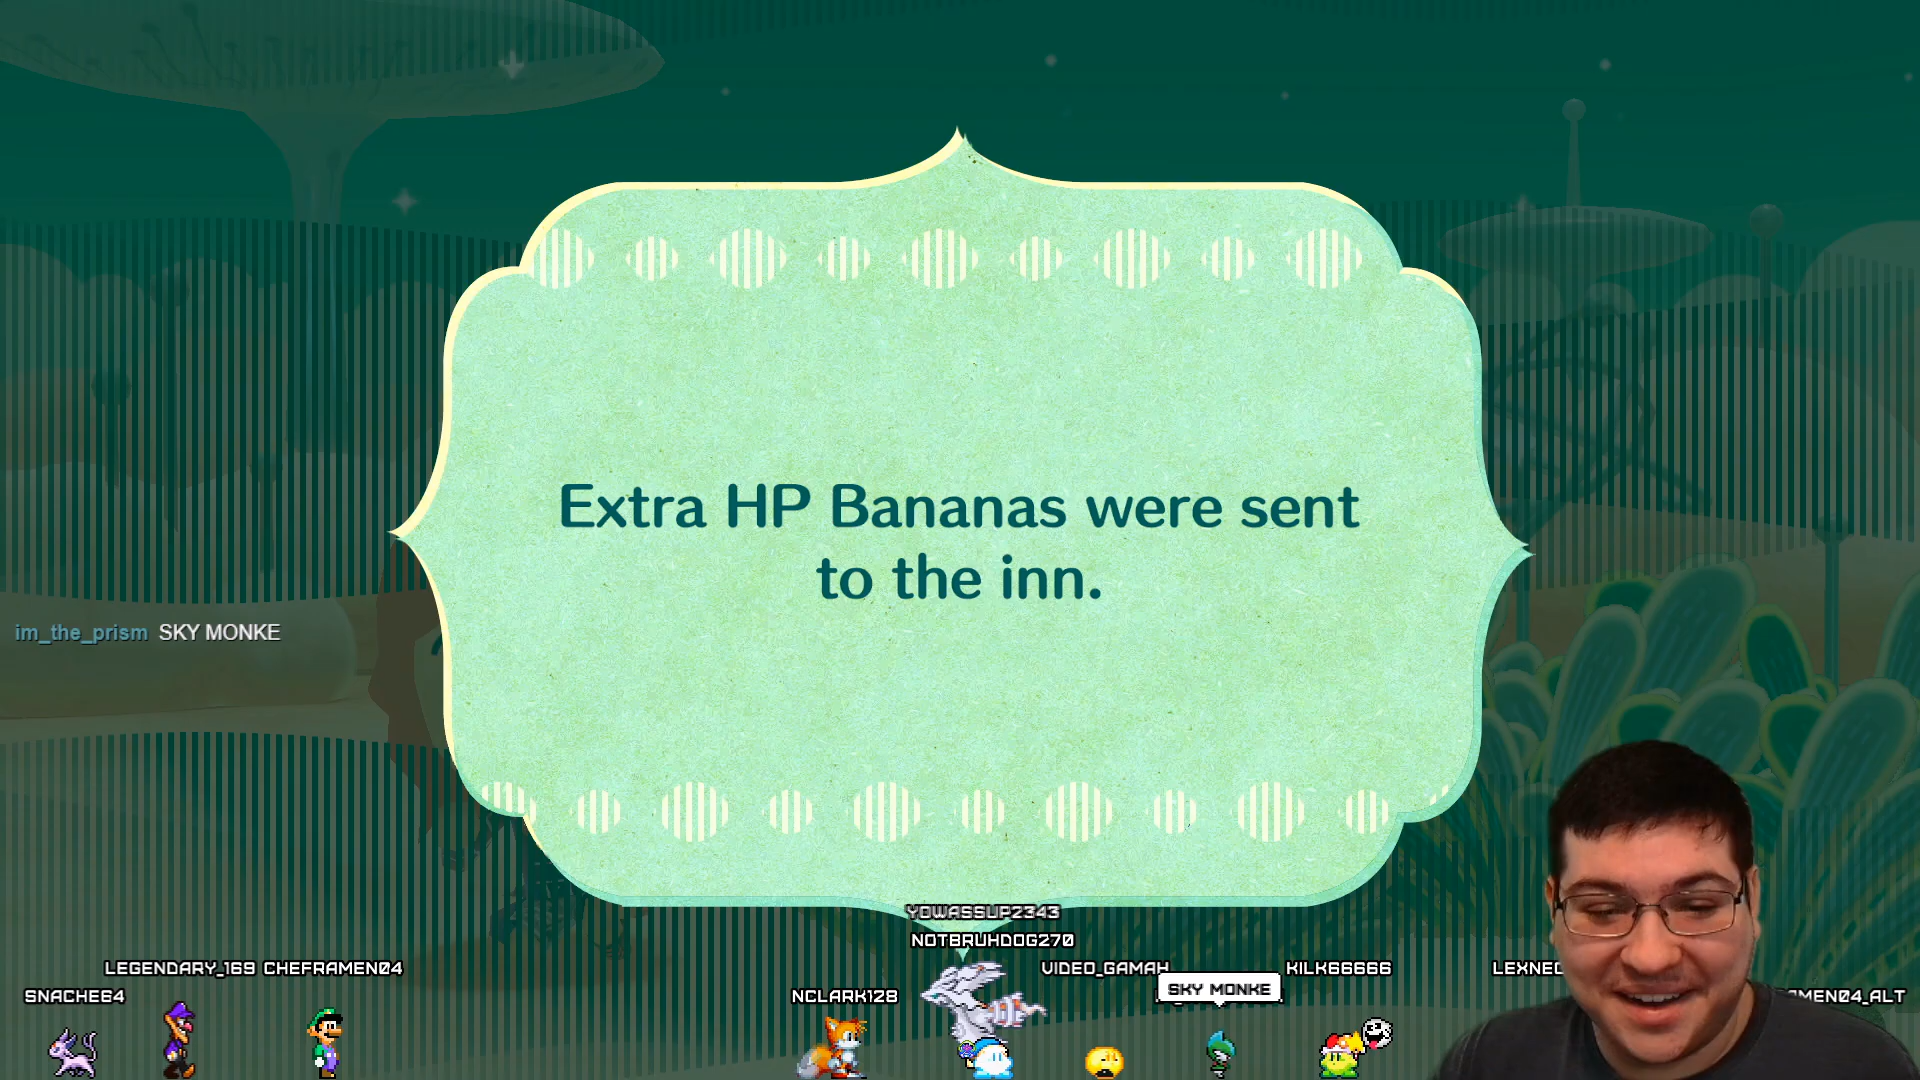 Extra HP Bananas were sent
to the inn.
im_the_prism SKY MONKE
YOWASSUP2343
NOTBRUHDOG270
LEGENDARY_169 CHEFRAMEN04
VIDEO_GAMAH
KILK66666
SNACHE64
NCLARK128
SKY MONKE